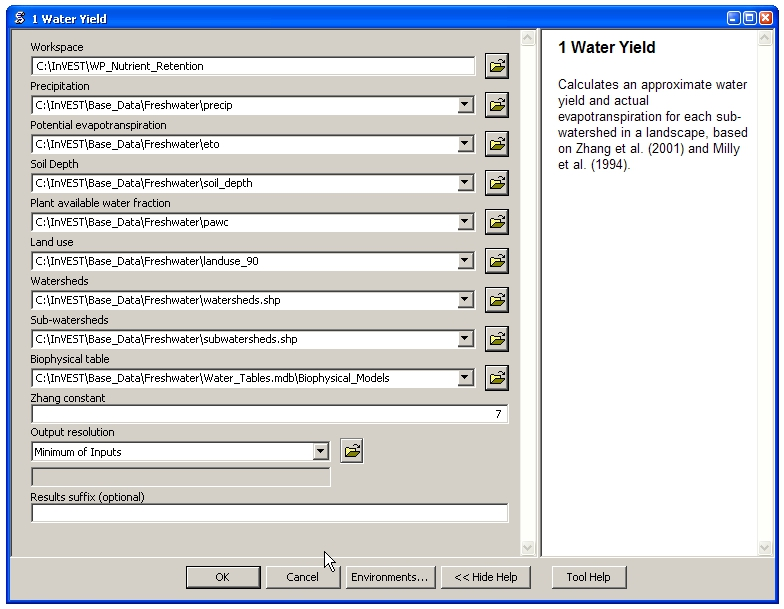 1 Water Yield
Workspace
C:\InVEST\WP_Nutrient_Retention
Precipitation
C:\InVEST\Base_Data\Freshwater\precip
Potential evapotranspiration
C:\InVEST\Base_Data\Freshwater\eto
Soil Depth
C:\InVEST\Base_Data\Freshwater\soil_depth
Plant available water fraction
C:\InVEST\Base_Data\Freshwater\pawc
Land use
C:\InVEST\Base_Data\Freshwater\landuse_90
Watersheds
C:\InVEST\Base_Data\Freshwater\watersheds.shp
Sub-watersheds
C:\InVEST\Base_Data\Freshwater\subwatersheds.shp
Biophysical table
C:\InVEST\Base_Data\Freshwater\Water_Tables.mdb\Biophysical_Models
Zhang constant
7
Output resolution
Minimum of Inputs
Results suffix (optional)
1 Water Yield
Calculates an approximate water
yield and actual
evapotranspiration for each sub-
watershed in a landscape, based
on Zhang et al. (2001) and Milly
et al. (1994).
OK
Cancel
Environments...
<< Hide Help
Tool Help